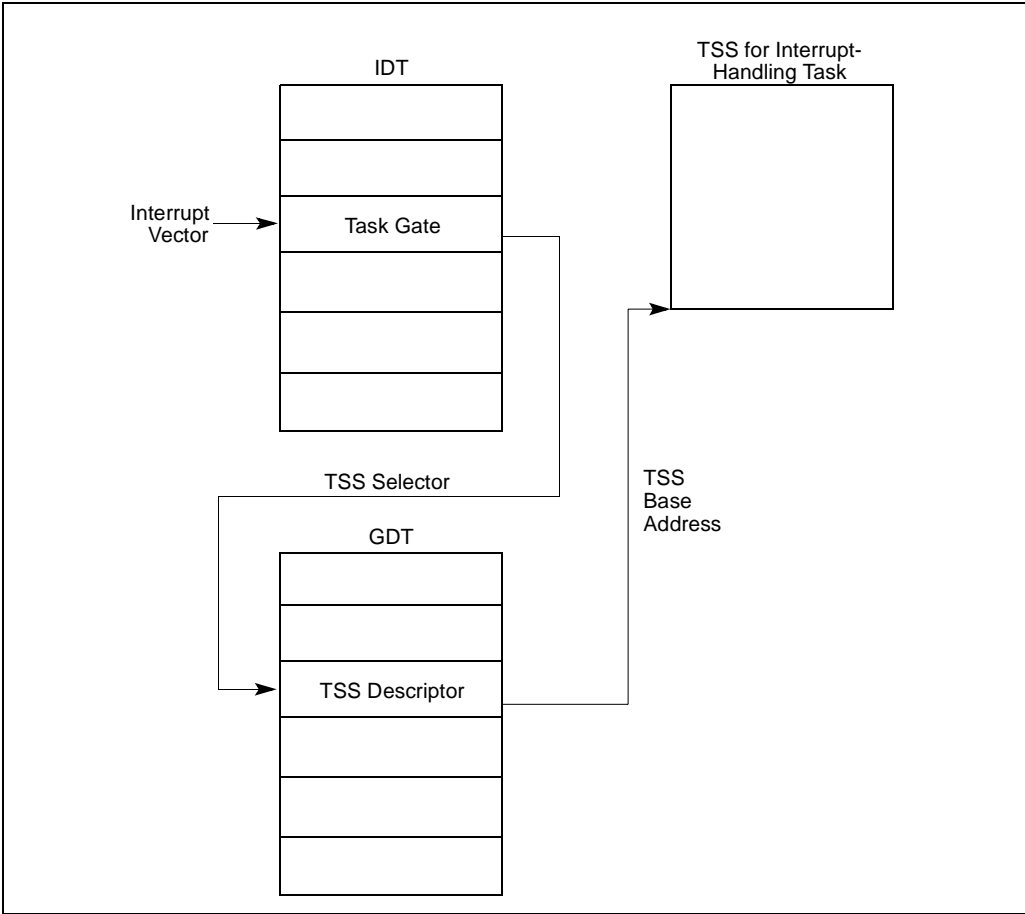 IDT
TSS for Interrupt-
Handling Task
Interrupt
Vector
Task Gate
TSS Selector
TSS
Base
Address
GDT
TSS Descriptor